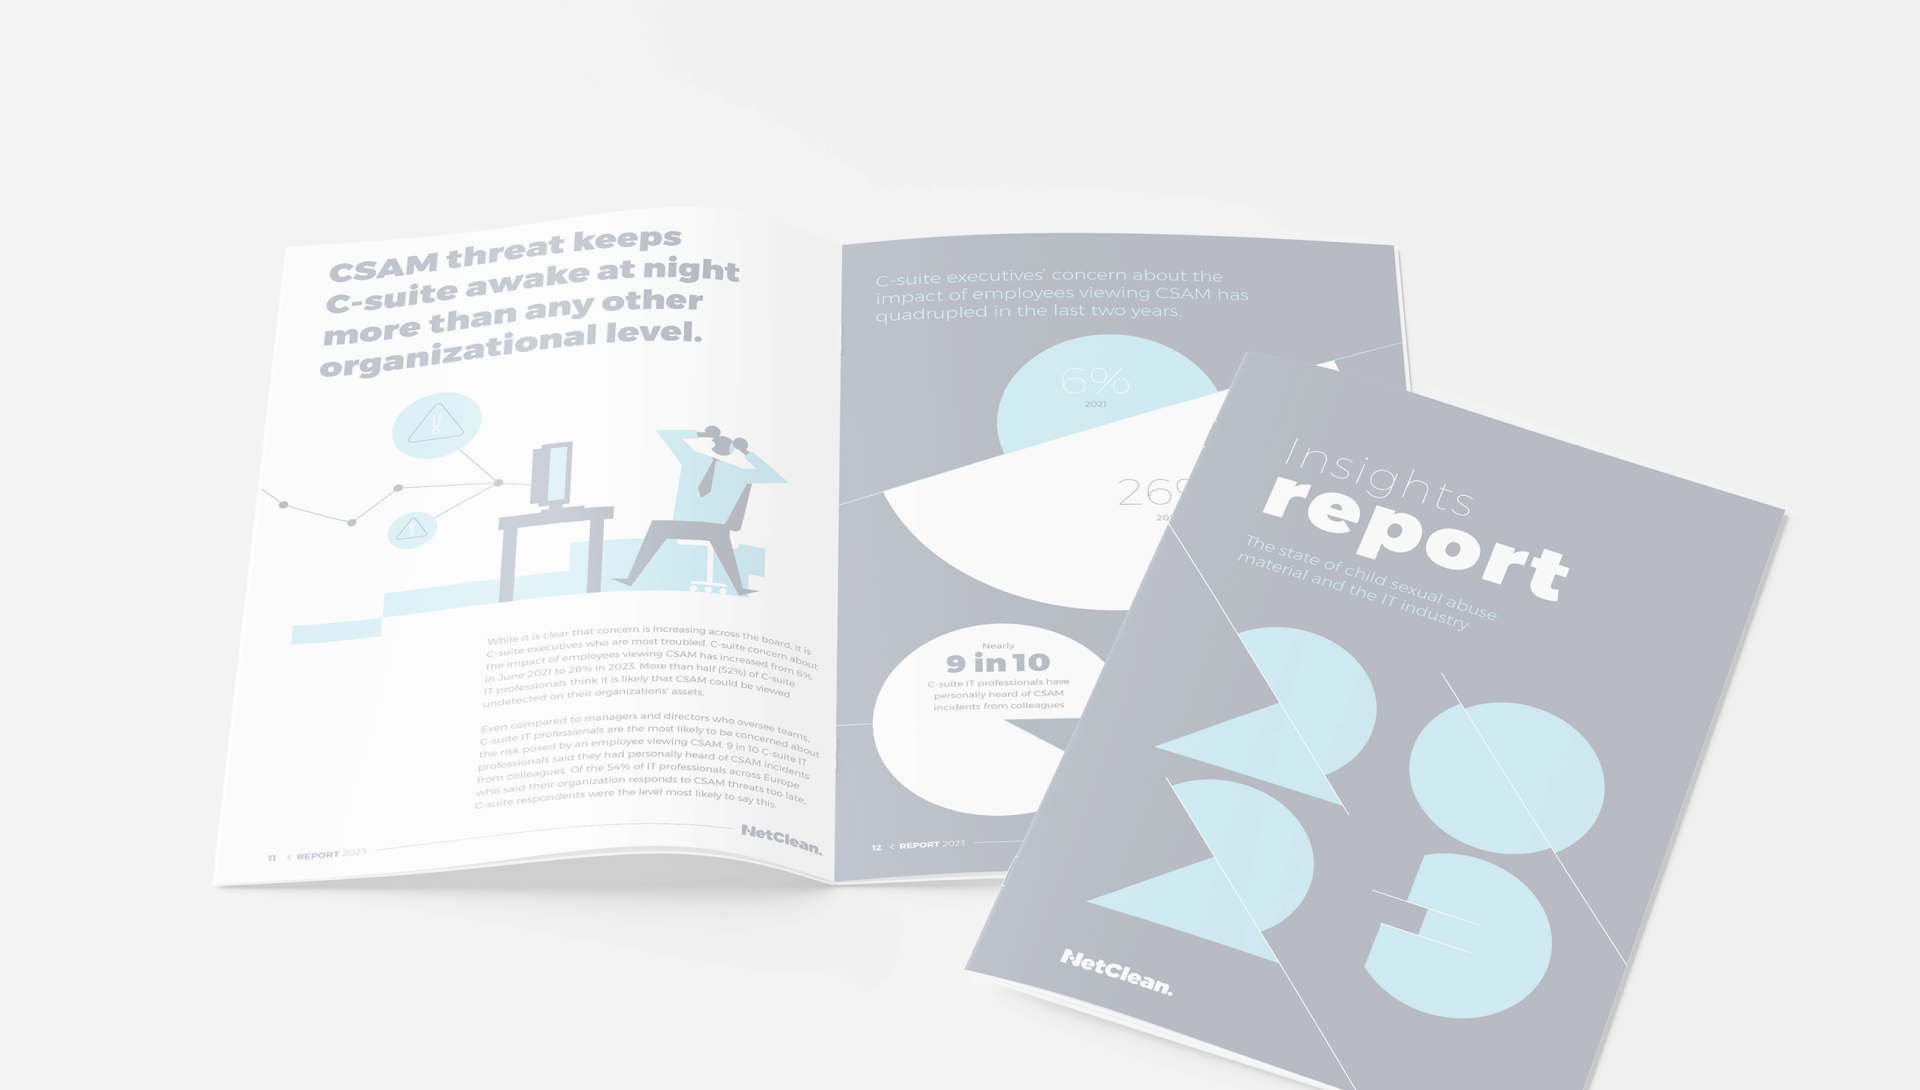 CSAM threat keeps
C-suite awake at night
more than any other
organizational level.
While it is clear that concern is increasing across the board, it is
C-suite executives who are most troubled. C-suite concern about
the impact of employees viewing CSAM has increased from 6%
in June 2021 to 26% in 2023. More than half (52%) of C-suite
IT professionals think it is likely that CSAM could be viewed
undetected on their organizations' assets.
Even compared to managers and directors who oversee teams,
C-suite IT professionals are the most likely to be concerned about
the risk posed by an employee viewing CSAM. 9 in 10 C-suite IT
professionals said they had personally heard of CSAM incidents
from colleagues. Of the 54% of IT professionals across Europe
who said their organization responds to CSAM threats too late,
C-suite respondents were the level most likely to say this.
NetClean.
11 < REPORT 2023
C-suite executives' concern about the
impact of employees viewing CSAM has
quadrupled in the last two years.
6%
2021
26%
Nearly
9 in 10
C-suite IT professionals have
personally heard of CSAM
incidents from colleagues
12 < REPORT 2023
Insights
report
The state of child sexual abuse
material and the IT industry
20
23
NetClean.